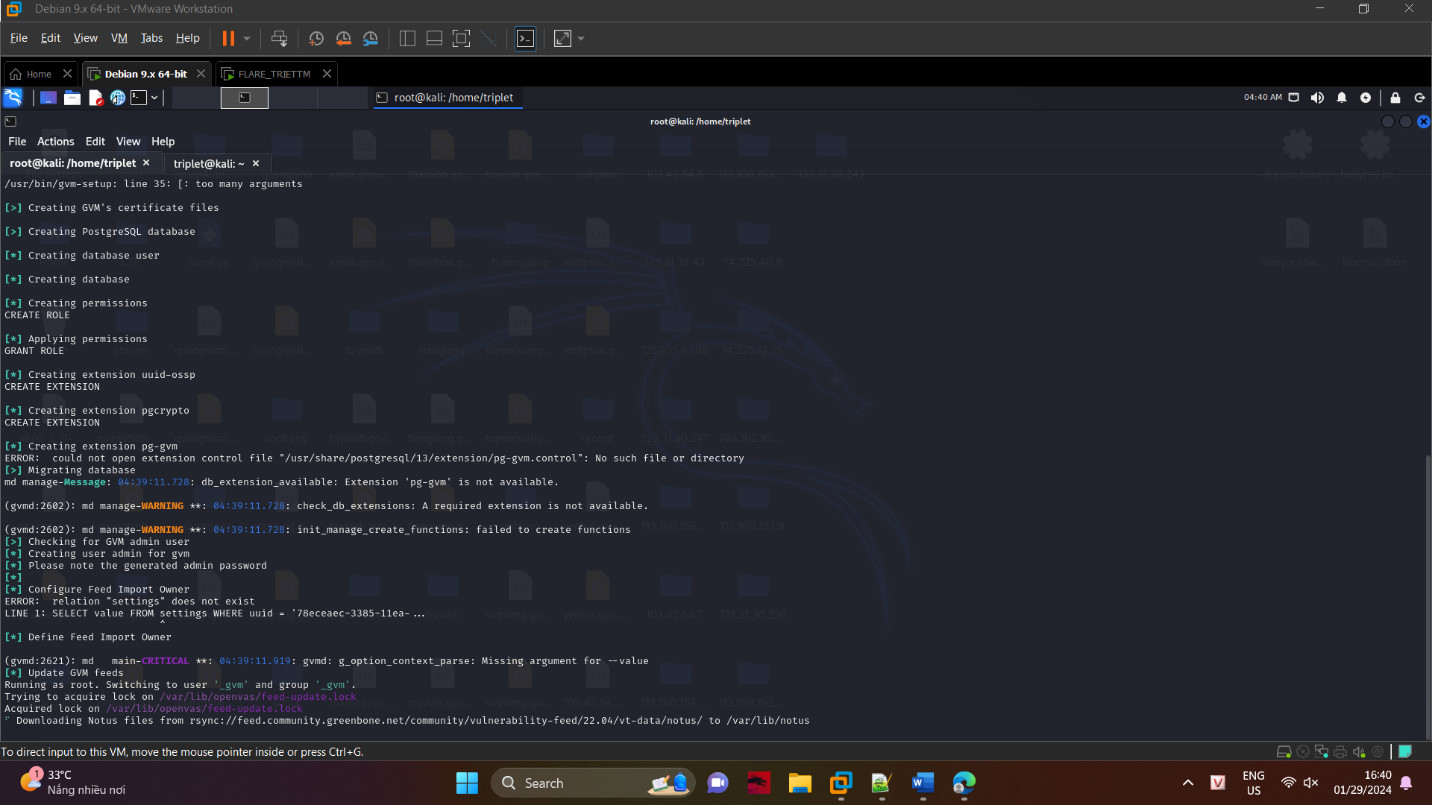 Debian 9.x 64-bit - VMware Workstation
File Edit View VM Tabs Help
Home Debian 9.x 64-bit FLARE_TRIETTM
root@kali: /home/triplet 04:40 AM
root@kali: /home/triplet
File Actions Edit View Help
root@kali: /home/triplet triplet@kali: ~
/usr/bin/gvm-setup: line 35: [: too many arguments
[>] Creating GVM's certificate files
[>] Creating PostgreSQL database
[*] Creating database user
[*] Creating database
[*] Creating permissions
CREATE ROLE
[*] Applying permissions
GRANT ROLE
[*] Creating extension uuid-ossp
CREATE EXTENSION
[*] Creating extension pgcrypto
CREATE EXTENSION
[*] Creating extension pg-gvm
ERROR:  could not open extension control file "/usr/share/postgresql/13/extension/pg-gvm.control": No such file or directory
[>] Migrating database
md manage-Message: 04:39:11.728: db_extension_available: Extension 'pg-gvm' is not available.
(gvmd:2602): md manage-WARNING **: 04:39:11.728: check_db_extensions: A required extension is not available.
(gvmd:2602): md manage-WARNING **: 04:39:11.728: init_manage_create_functions: failed to create functions
[>] Checking for GVM admin user
[*] Creating user admin for gvm
[*] Please note the generated admin password
[*]
[*] Configure Feed Import Owner
ERROR:  relation "settings" does not exist
LINE 1: SELECT value FROM settings WHERE uuid = '78eceaec-3385-11ea-...
^
[*] Define Feed Import Owner
(gvmd:2621): md   main-CRITICAL **: 04:39:11.919: gvmd: g_option_context_parse: Missing argument for --value
[*] Update GVM feeds
Running as root. Switching to user '_gvm' and group '_gvm'.
Trying to acquire lock on /var/lib/openvas/feed-update.lock
Acquired lock on /var/lib/openvas/feed-update.lock
Downloading Notus files from rsync://feed.community.greenbone.net/community/vulnerability-feed/22.04/vt-data/notus/ to /var/lib/notus
To direct input to this VM, move the mouse pointer inside or press Ctrl+G.
1 33°C
Nắng nhiều nơi
Search
V
ENG
US
16:40
01/29/2024